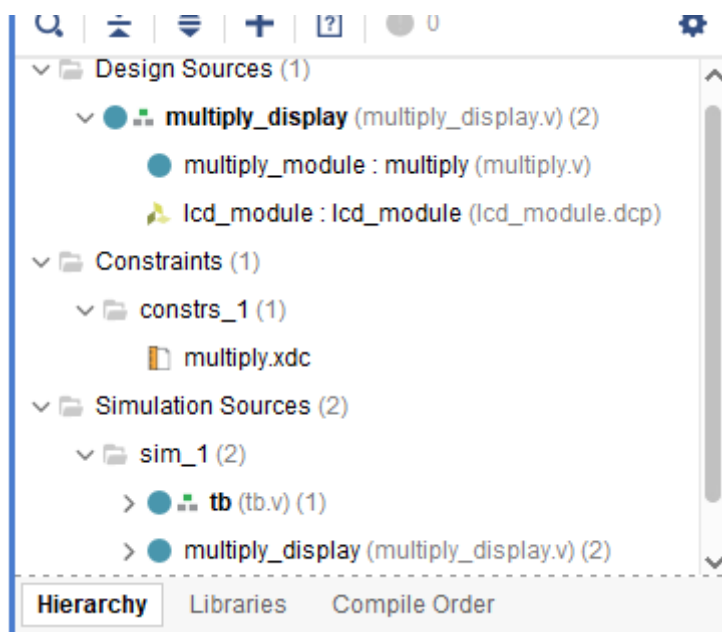 ? 0
Design Sources (1)
multiply_display (multiply_display.v) (2)
multiply_module : multiply (multiply.v)
lcd_module : lcd_module (lcd_module.dcp)
Constraints (1)
constrs_1 (1)
multiply.xdc
Simulation Sources (2)
sim_1 (2)
tb (tb.v) (1)
multiply_display (multiply_display.v) (2)
Hierarchy Libraries Compile Order